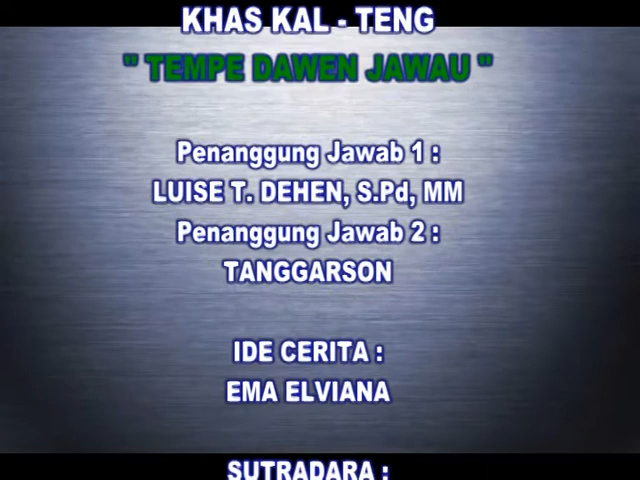 KHAS KAL - TENG
" TEMPE DAWEN JAWAU "
Penanggung Jawab 1 :
LUISE T. DEHEN, S.Pd, MM
Penanggung Jawab 2 :
TANGGARSON
IDE CERITA :
EMA ELVIANA
SUTRADARA :